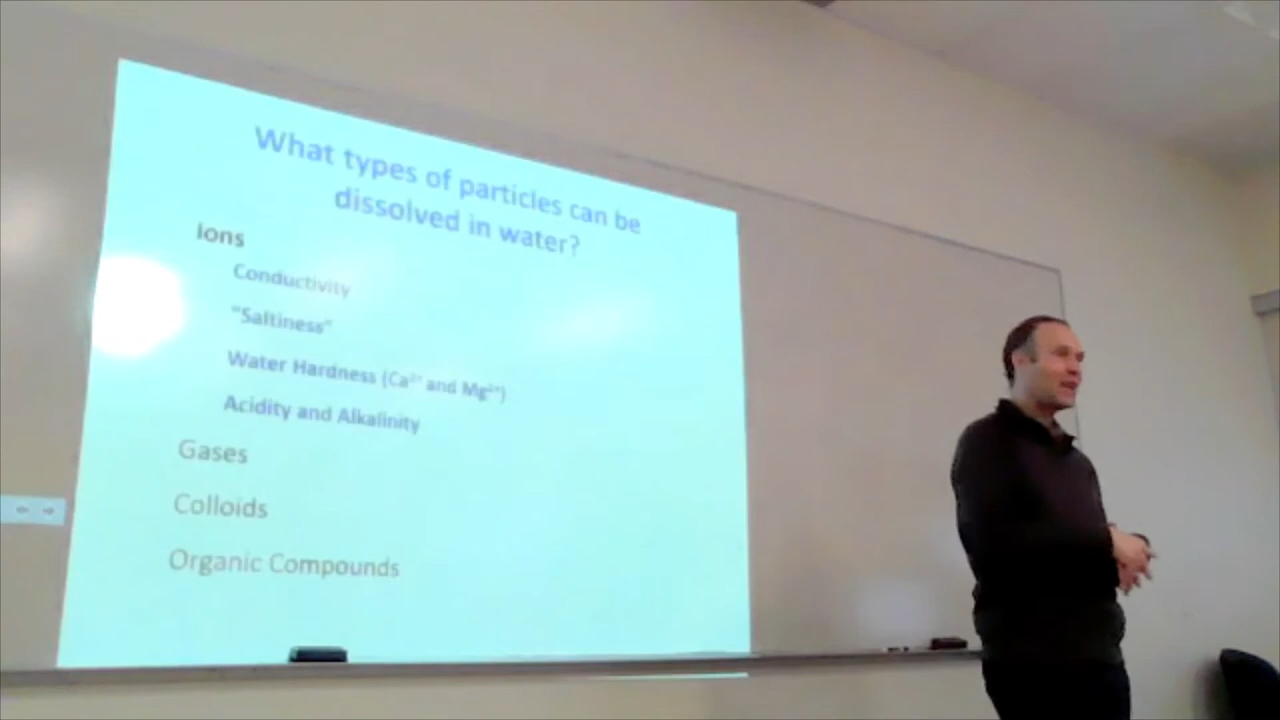 What types of particles can be
dissolved in water?
Ions
Conductivity
"Saltiness"
Water Hardness (Ca²⁺ and Mg²⁺)
Acidity and Alkalinity
Gases
Colloids
Organic Compounds